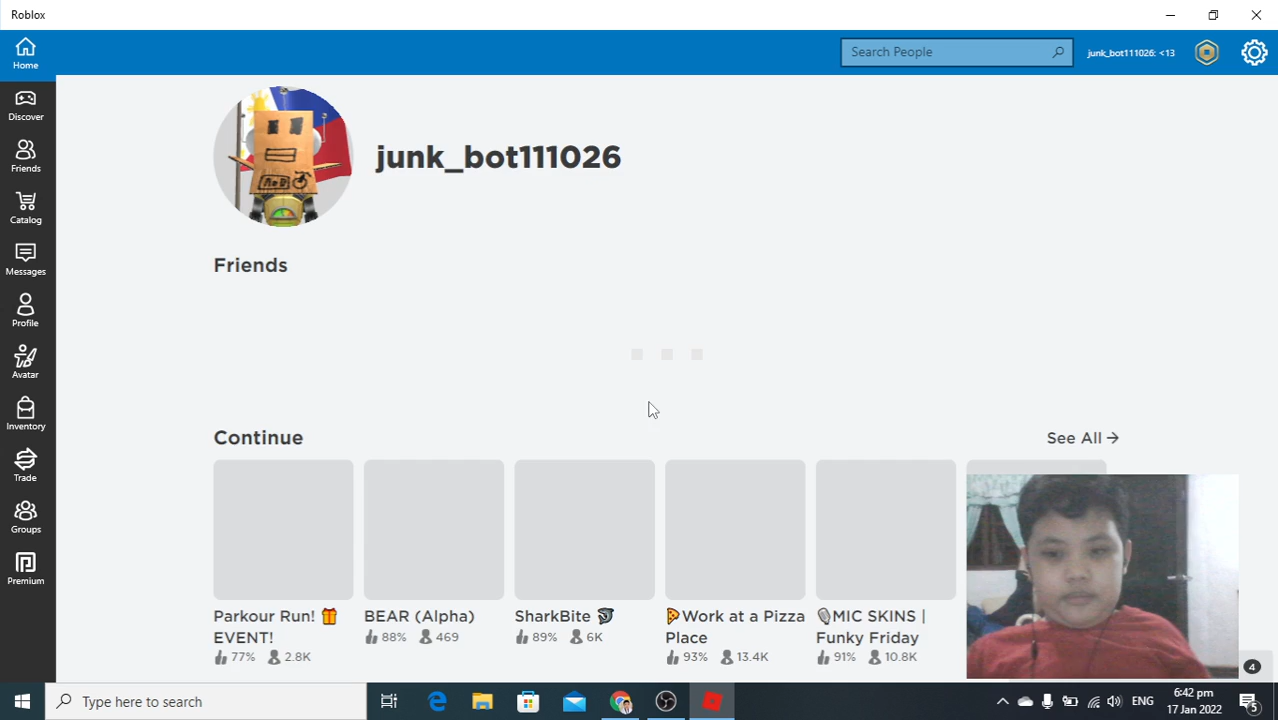 Roblox
Home
Search People
junk_bot111026: <13
Discover
Friends
Catalog
Messages
Profile
Avatar
Inventory
Trade
Groups
Premium
junk_bot111026
Friends
Continue
See All →
Parkour Run! 🎁
EVENT!
77% 2.8K
BEAR (Alpha)
88% 469
SharkBite 🦈
89% 6K
🍕Work at a Pizza
Place
93% 13.4K
🎙️MIC SKINS |
Funky Friday
91% 10.8K
4
Type here to search
ENG
6:42 pm
17 Jan 2022
5